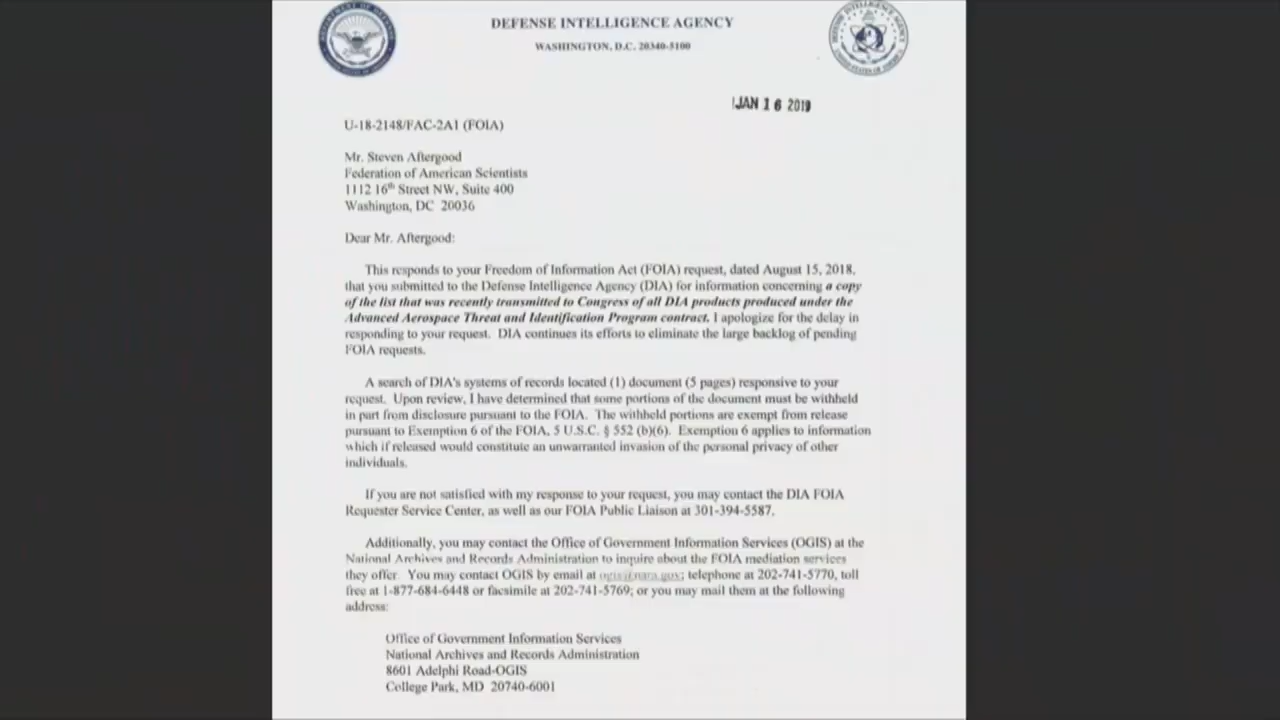 DEFENSE INTELLIGENCE AGENCY
WASHINGTON, D.C. 20340-5100
JAN 16 2019
U-18-2148/FAC-2A1 (FOIA)
Mr. Steven Aftergood
Federation of American Scientists
1112 16th Street NW, Suite 400
Washington, DC 20036
Dear Mr. Aftergood:
This responds to your Freedom of Information Act (FOIA) request, dated August 15, 2018,
that you submitted to the Defense Intelligence Agency (DIA) for information concerning a copy
of the list that was recently transmitted to Congress of all DIA products produced under the
Advanced Aerospace Threat and Identification Program contract. I apologize for the delay in
responding to your request. DIA continues its efforts to eliminate the large backlog of pending
FOIA requests.
A search of DIA's systems of records located (1) document (5 pages) responsive to your
request. Upon review, I have determined that some portions of the document must be withheld
in part from disclosure pursuant to the FOIA. The withheld portions are exempt from release
pursuant to Exemption 6 of the FOIA, 5 U.S.C. § 552 (b)(6). Exemption 6 applies to information
which if released would constitute an unwarranted invasion of the personal privacy of other
individuals.
If you are not satisfied with my response to your request, you may contact the DIA FOIA
Requester Service Center, as well as our FOIA Public Liaison at 301-394-5587.
Additionally, you may contact the Office of Government Information Services (OGIS) at the
National Archives and Records Administration to inquire about the FOIA mediation services
they offer. You may contact OGIS by email at ogis@nara.gov; telephone at 202-741-5770, toll
free at 1-877-684-6448 or facsimile at 202-741-5769; or you may mail them at the following
address:
Office of Government Information Services
National Archives and Records Administration
8601 Adelphi Road-OGIS
College Park, MD 20740-6001